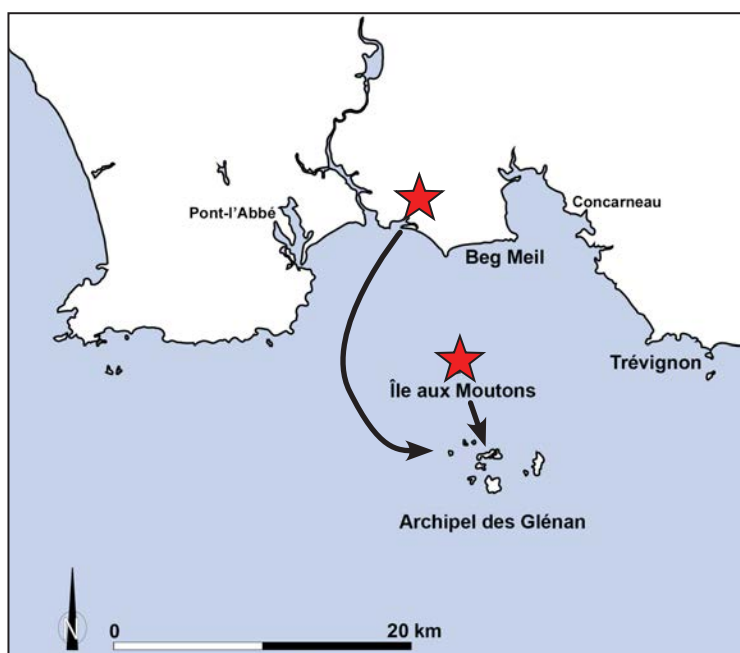 Pont-l'Abbé
Concarneau
Beg Meil
Trévignon
Île aux Moutons
Archipel des Glénan
N
0 20 km